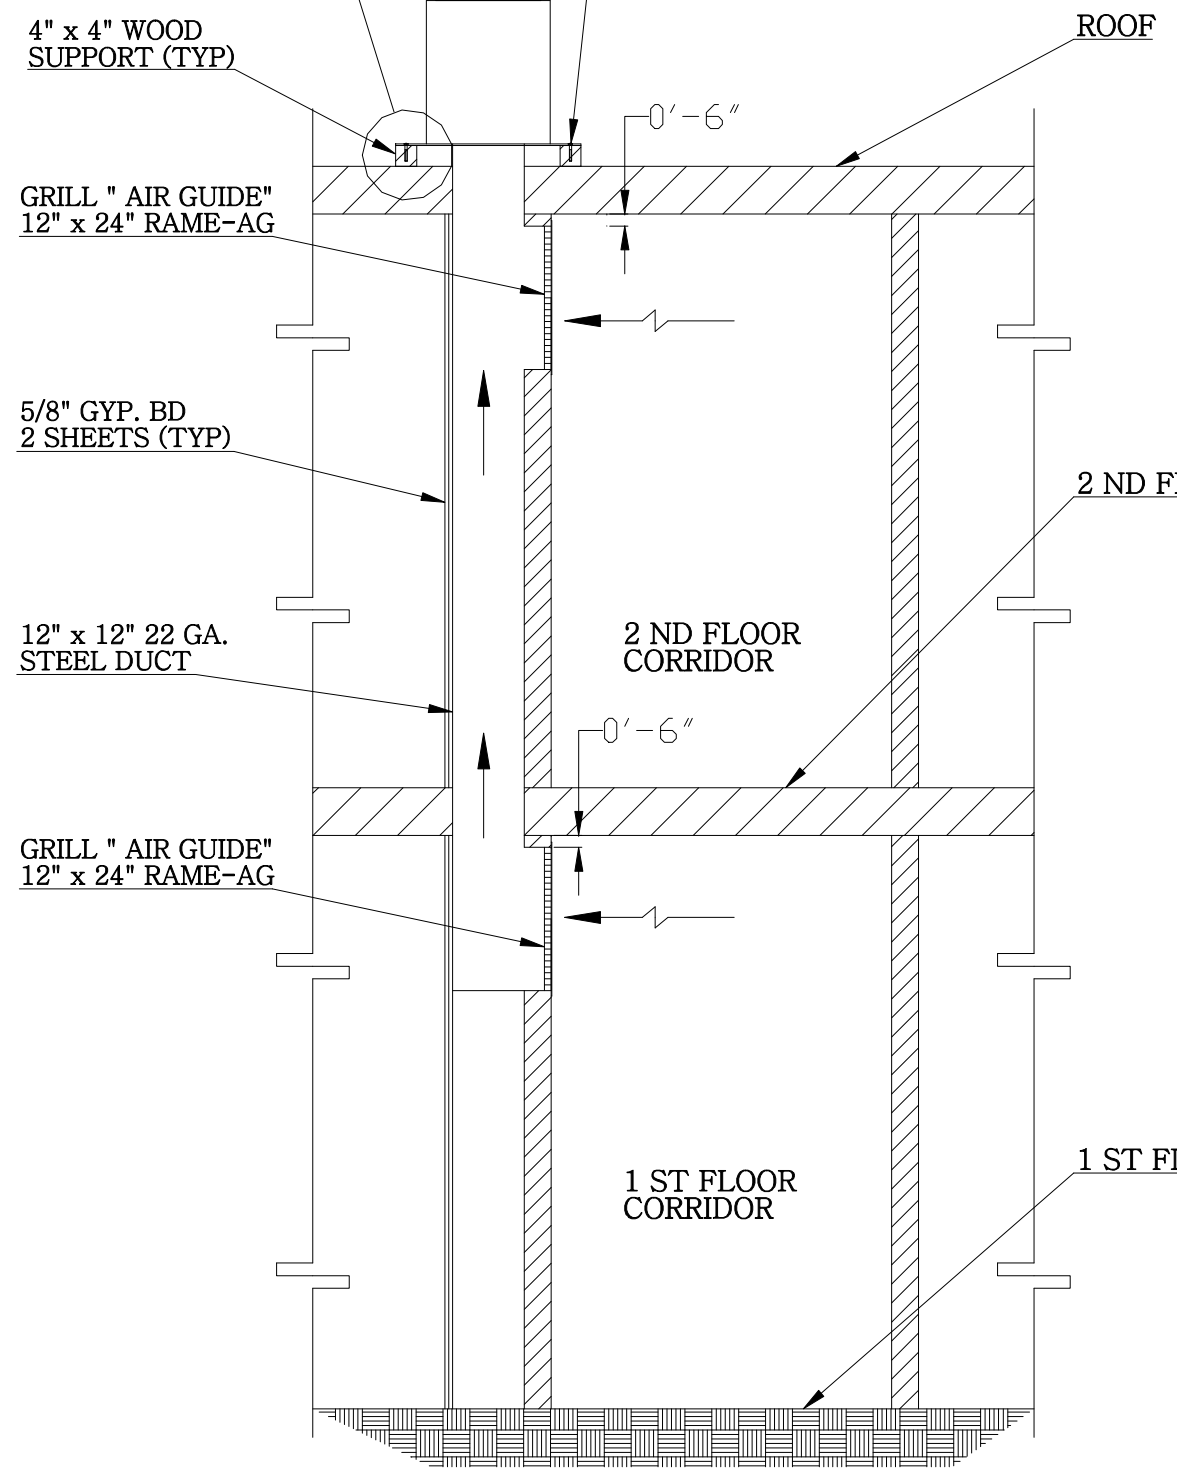 4" x 4" WOOD
SUPPORT (TYP)
ROOF
0'-6"
GRILL " AIR GUIDE"
12" x 24" RAME-AG
5/8" GYP. BD
2 SHEETS (TYP)
2 ND
12" x 12" 22 GA.
STEEL DUCT
2 ND FLOOR
CORRIDOR
0'-6"
GRILL " AIR GUIDE"
12" x 24" RAME-AG
1 ST
1 ST FLOOR
CORRIDOR